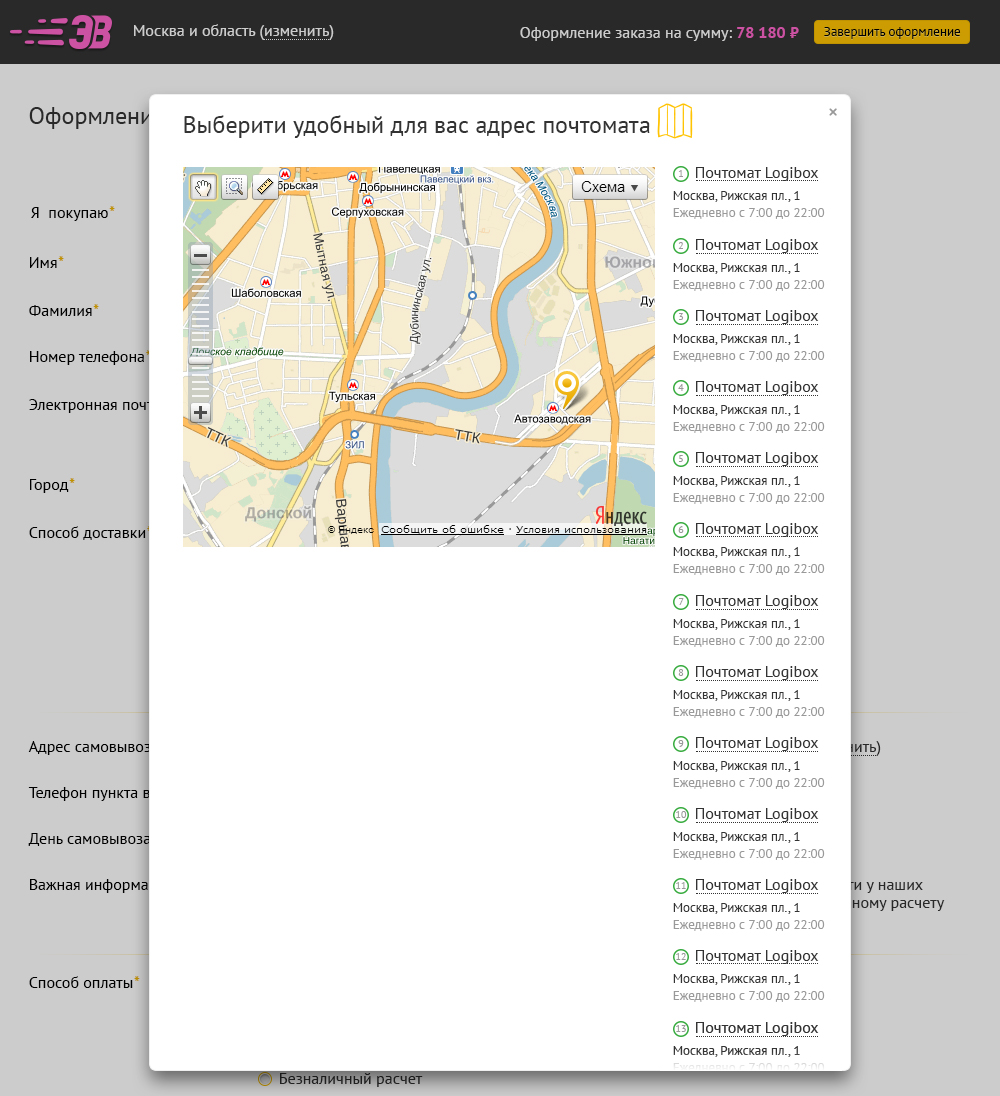 ЭВ
Москва и область (изменить)
Оформление заказа на сумму: 78 180 ₽
Завершить оформление
Оформлени
Я покупаю*
Имя*
Фамилия*
Номер телефона*
Электронная почт
Город*
Способ доставки*
Адрес самовывоз
нить)
Телефон пункта в
День самовывоза
Важная информа
ти у наших
ному расчету
Способ оплаты*
Безналичный расчет
Выберити удобный для вас адрес почтомата
×
Схема ▼
Павелецкая
Павелецкий вкз.
Добрынинская
Серпуховская
ка Москва
Мытная ул.
Дубининская ул.
Южно
Шаболовская
Донское кладбище
Тульская
Автозаводская
ТТК
ТТК
ЗИЛ
Донской
Варшав
Яндекс
© Яндекс Сообщить об ошибке · Условия использования
Нагати
1 Почтомат Logibox
Москва, Рижская пл., 1
Ежедневно с 7:00 до 22:00
2 Почтомат Logibox
Москва, Рижская пл., 1
Ежедневно с 7:00 до 22:00
3 Почтомат Logibox
Москва, Рижская пл., 1
Ежедневно с 7:00 до 22:00
4 Почтомат Logibox
Москва, Рижская пл., 1
Ежедневно с 7:00 до 22:00
5 Почтомат Logibox
Москва, Рижская пл., 1
Ежедневно с 7:00 до 22:00
6 Почтомат Logibox
Москва, Рижская пл., 1
Ежедневно с 7:00 до 22:00
7 Почтомат Logibox
Москва, Рижская пл., 1
Ежедневно с 7:00 до 22:00
8 Почтомат Logibox
Москва, Рижская пл., 1
Ежедневно с 7:00 до 22:00
9 Почтомат Logibox
Москва, Рижская пл., 1
Ежедневно с 7:00 до 22:00
10 Почтомат Logibox
Москва, Рижская пл., 1
Ежедневно с 7:00 до 22:00
11 Почтомат Logibox
Москва, Рижская пл., 1
Ежедневно с 7:00 до 22:00
12 Почтомат Logibox
Москва, Рижская пл., 1
Ежедневно с 7:00 до 22:00
13 Почтомат Logibox
Москва, Рижская пл., 1
Ежедневно с 7:00 до 22:00